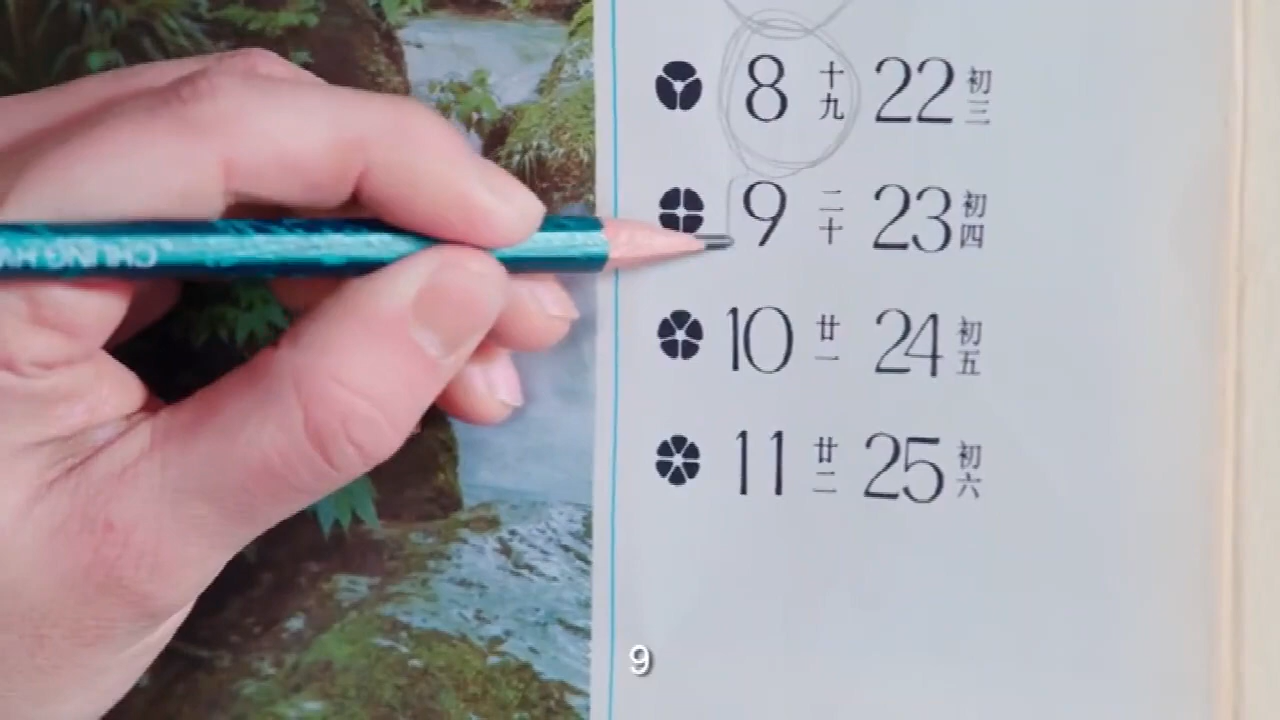 8 十九 22 初三
9 二十 23 初四
10 廿一 24 初五
11 廿二 25 初六
9